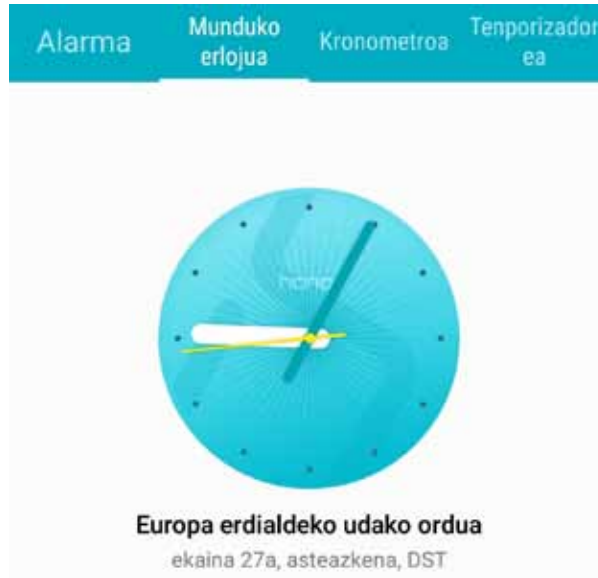 Alarma
Munduko
erlojua
Kronometroa
Tenporizador
ea
honor
Europa erdialdeko udako ordua
ekaina 27a, asteazkena, DST